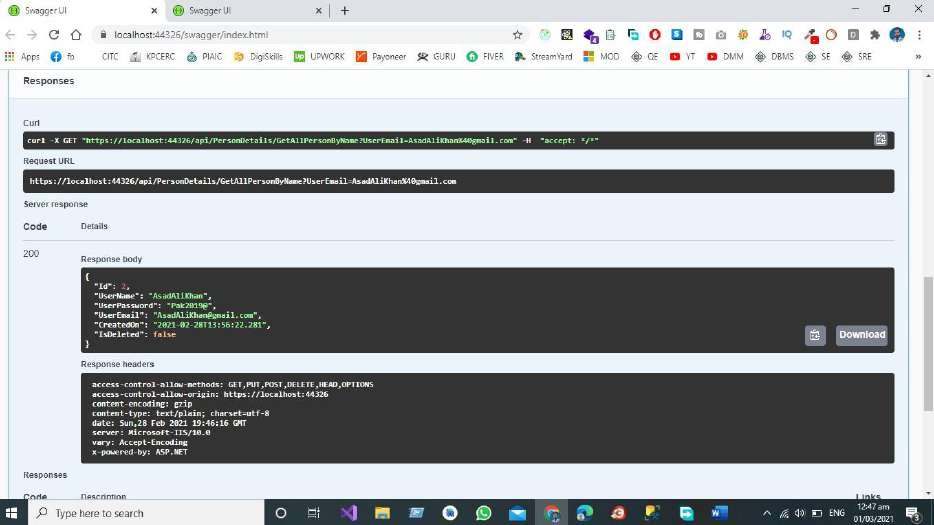 Swagger UI
Swagger UI
localhost:44326/swagger/index.html
Apps fo CITC KPCERC PIAIC DigiSkills UPWORK Payoneer GURU FIVER StreamYard MOD QE YT DMM DBMS SE SRE
Responses
Curl
curl -X GET "https://localhost:44326/api/PersonDetails/GetAllPersonByName?UserEmail=AsadAliKhan%40gmail.com" -H "accept: */*"
Request URL
https://localhost:44326/api/PersonDetails/GetAllPersonByName?UserEmail=AsadAliKhan%40gmail.com
Server response
Code Details
200
Response body
{
"Id": 2,
"UserName": "AsadAliKhan",
"UserPassword": "Pak2019@",
"UserEmail": "AsadAliKhan@gmail.com",
"CreatedOn": "2021-02-28T13:56:22.281",
"IsDeleted": false
}
Download
Response headers
access-control-allow-methods: GET,PUT,POST,DELETE,HEAD,OPTIONS
access-control-allow-origin: https://localhost:44326
content-encoding: gzip
content-type: text/plain; charset=utf-8
date: Sun,28 Feb 2021 19:46:16 GMT
server: Microsoft-IIS/10.0
vary: Accept-Encoding
x-powered-by: ASP.NET
Responses
Code Description Links
Type here to search
ENG
12:47 am
01/03/2021
3